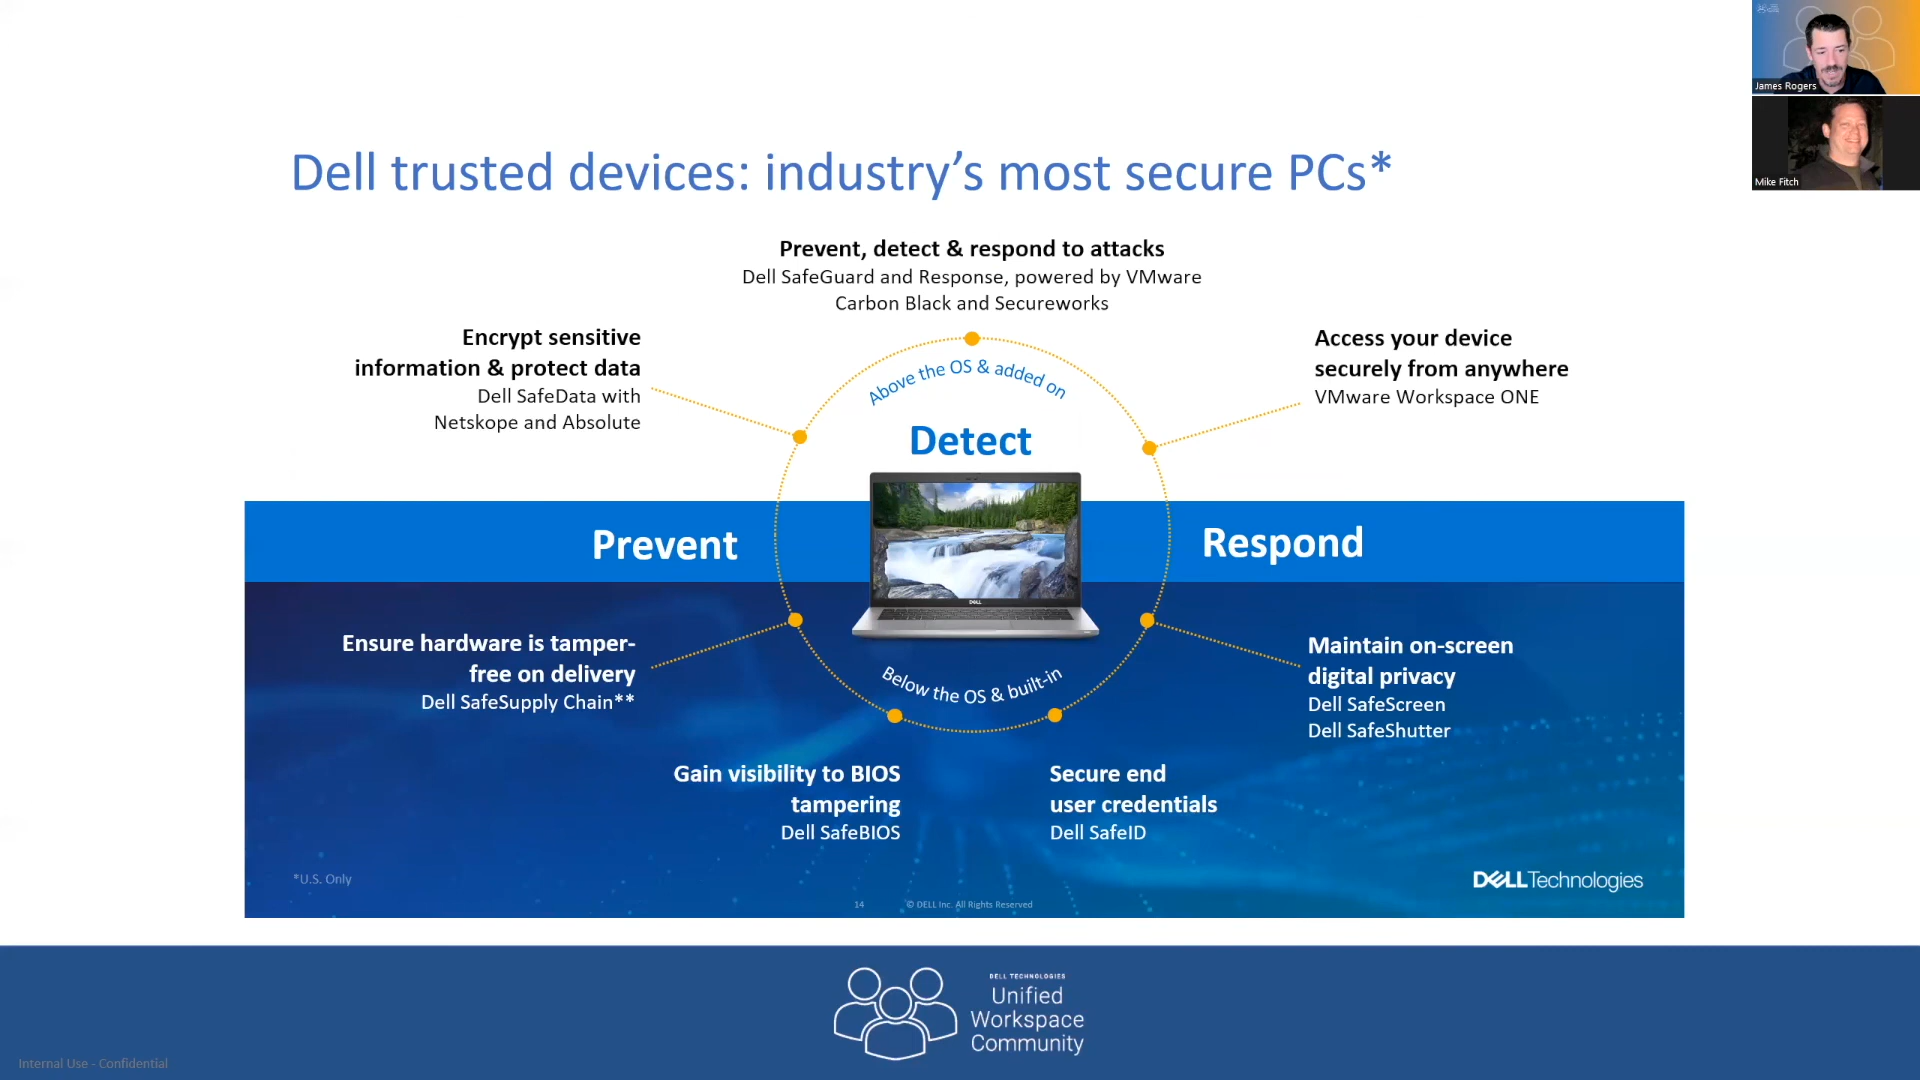 James Rogers
Mike Fitch
Dell trusted devices: industry's most secure PCs*
Prevent, detect & respond to attacks
Dell SafeGuard and Response, powered by VMware
Carbon Black and Secureworks
Encrypt sensitive
information & protect data
Dell SafeData with
Netskope and Absolute
Access your device
securely from anywhere
VMware Workspace ONE
Above the OS & added on
Detect
Prevent
Respond
DELL
Ensure hardware is tamper-
free on delivery
Dell SafeSupply Chain**
Below the OS & built-in
Maintain on-screen
digital privacy
Dell SafeScreen
Dell SafeShutter
Gain visibility to BIOS
tampering
Dell SafeBIOS
Secure end
user credentials
Dell SafeID
*U.S. Only
DELLTechnologies
14
© DELL Inc. All Rights Reserved
DELL TECHNOLOGIES
Unified
Workspace
Community
Internal Use - Confidential